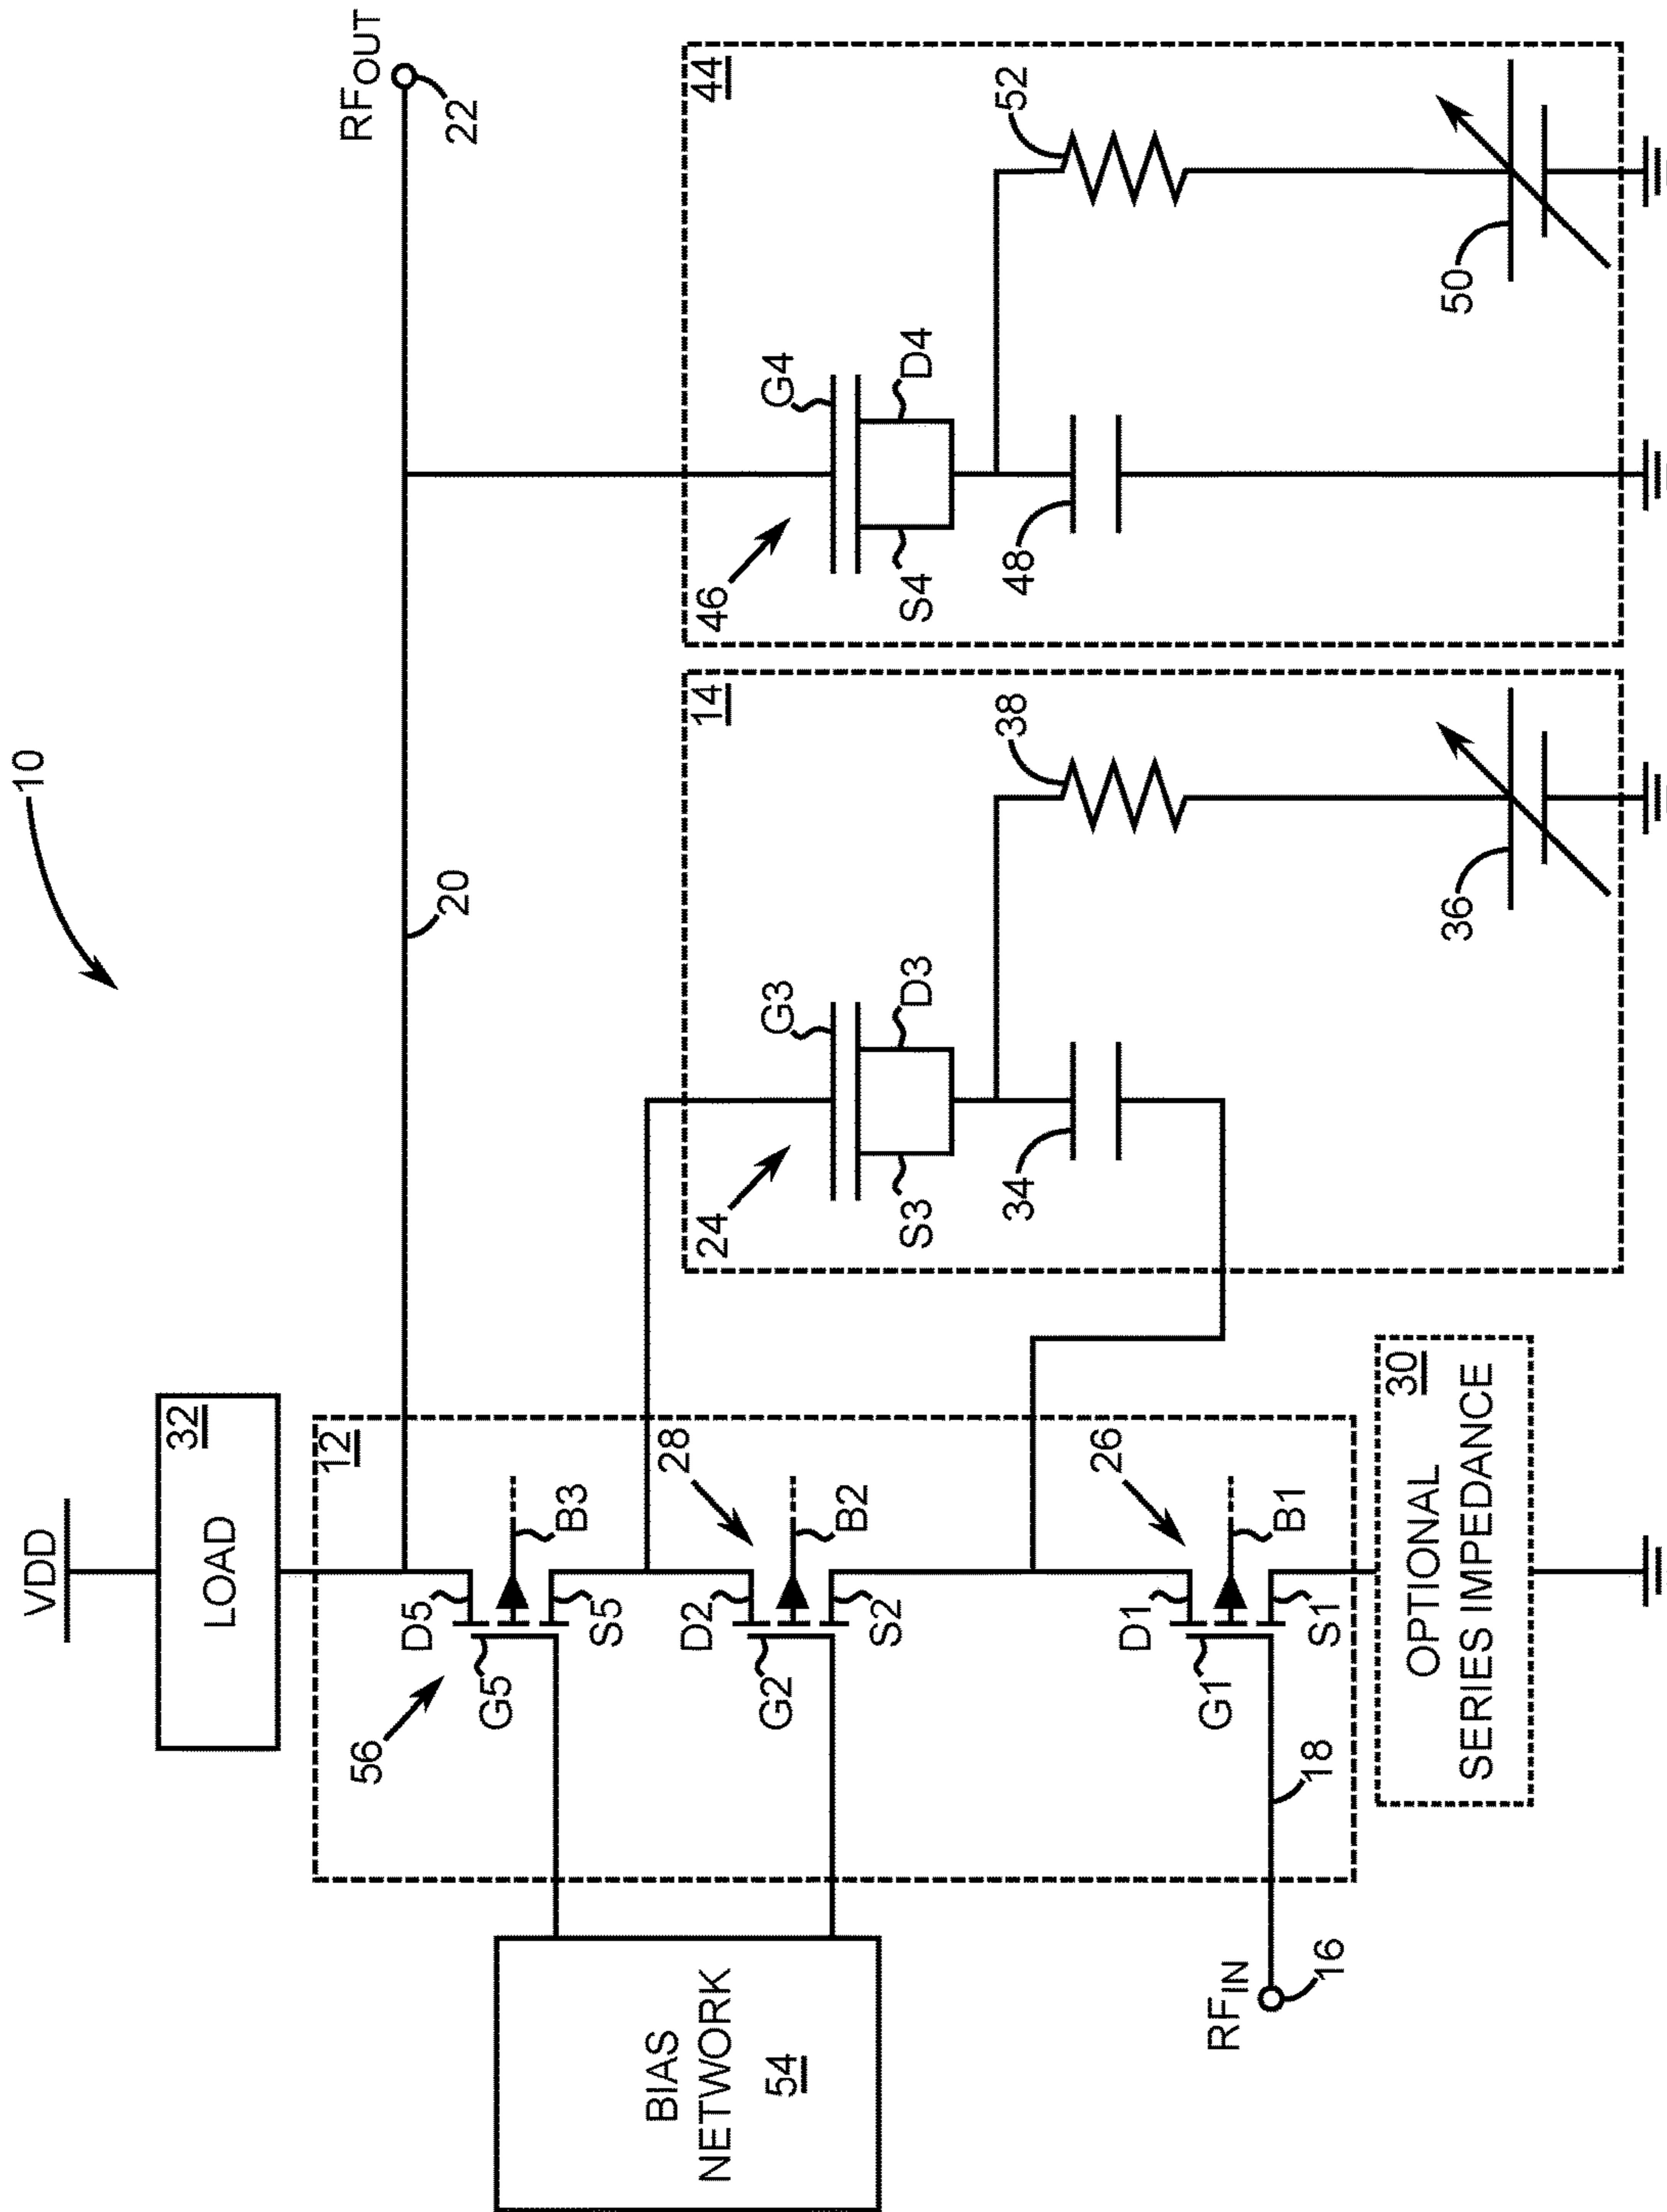 10
VDD
LOAD
32
RF_OUT
22
20
12
D5
G5
S5
B3
56
28
D2
G2
S2
B2
26
D1
G1
S1
B1
BIAS
NETWORK
54
RF_IN
16
18
30
OPTIONAL
SERIES IMPEDANCE
14
24
G3
S3
D3
34
38
36
44
46
G4
S4
D4
48
52
50